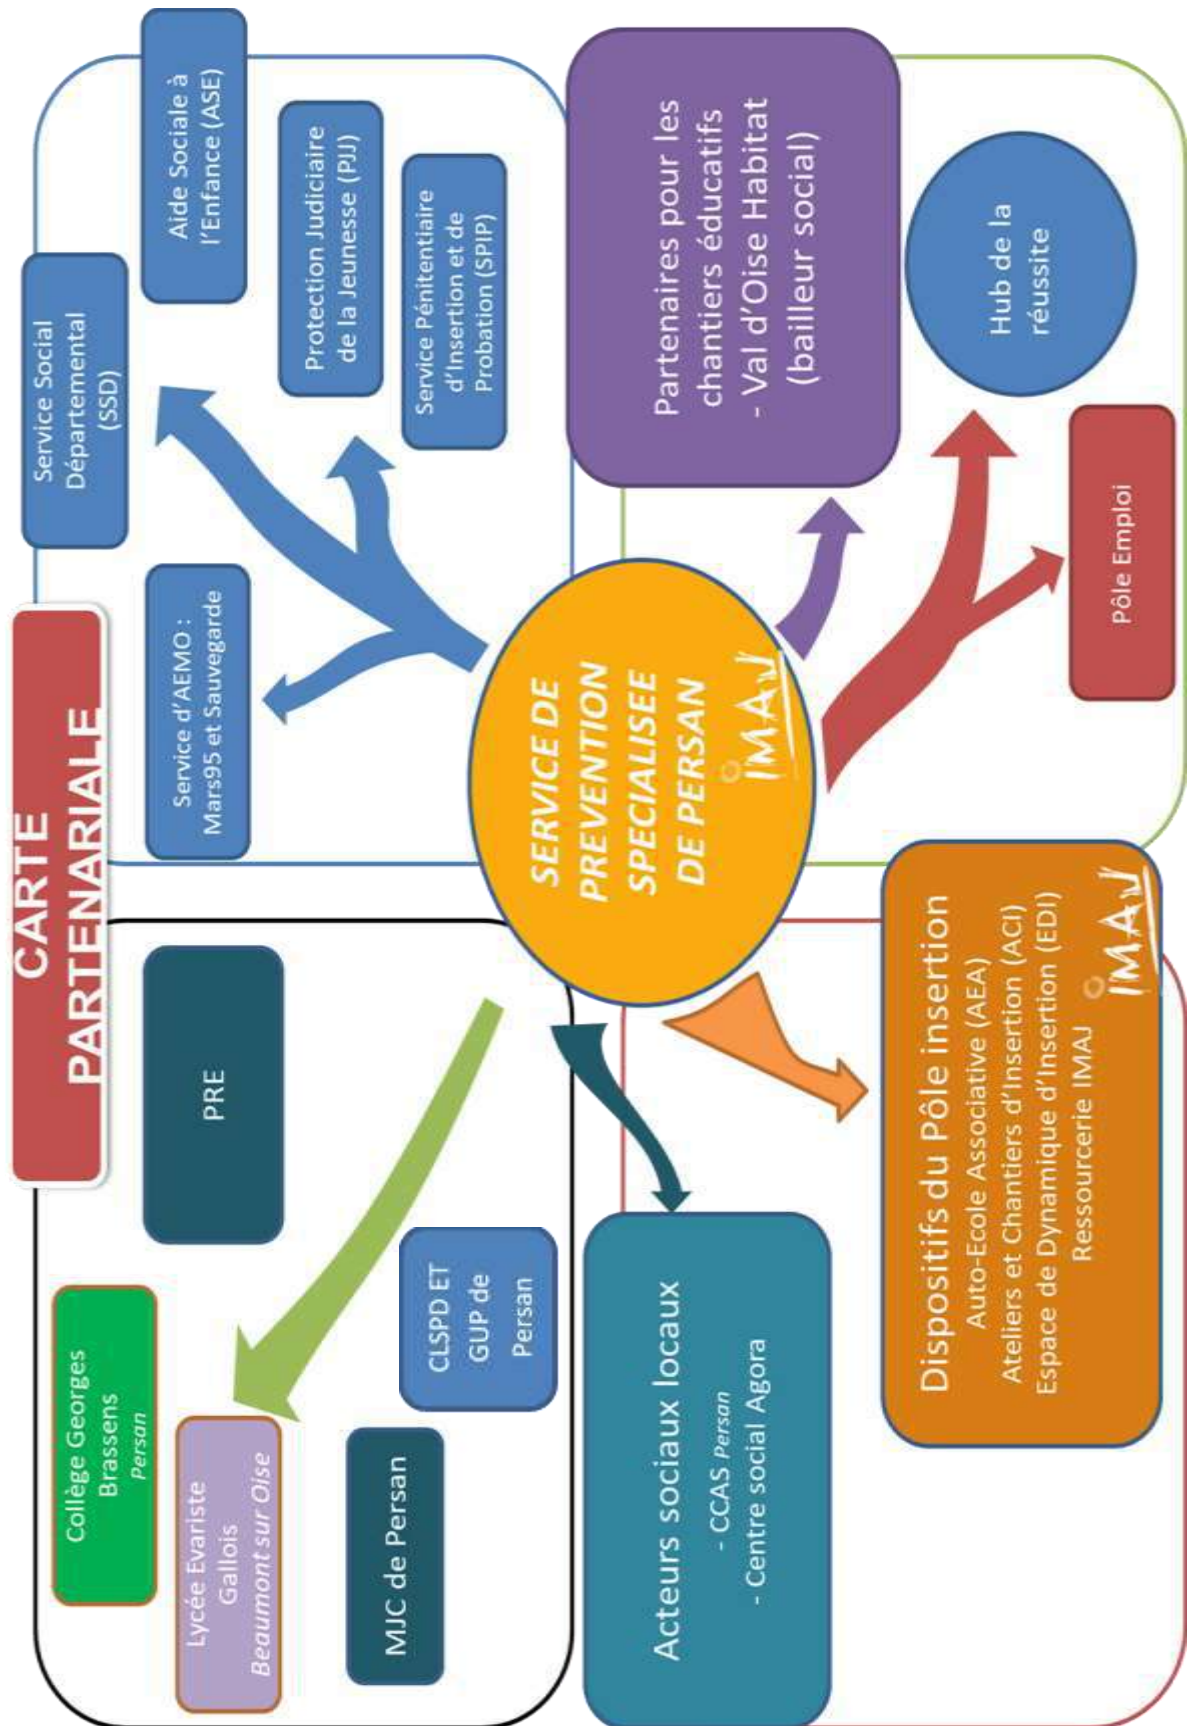 CARTE
PARTENARIALE
Collège Georges
Brassens
Persan
Lycée Evariste
Gallois
Beaumont sur Oise
MJC de Persan
PRE
CLSPD ET
GUP de
Persan
Service d'AEMO :
Mars95 et Sauvegarde
Service Social
Départemental
(SSD)
Aide Sociale à
l'Enfance (ASE)
Protection Judiciaire
de la Jeunesse (PJJ)
Service Pénitentiaire
d'Insertion et de
Probation (SPIP)
SERVICE DE
PREVENTION
SPECIALISEE
DE PERSAN
IMAJ
Acteurs sociaux locaux
- CCAS Persan
- Centre social Agora
Dispositifs du Pôle insertion
Auto-Ecole Associative (AEA)
Ateliers et Chantiers d'Insertion (ACI)
Espace de Dynamique d'Insertion (EDI)
Ressourcerie IMAJ
IMAJ
Partenaires pour les
chantiers éducatifs
- Val d'Oise Habitat
(bailleur social)
Hub de la
réussite
Pôle Emploi